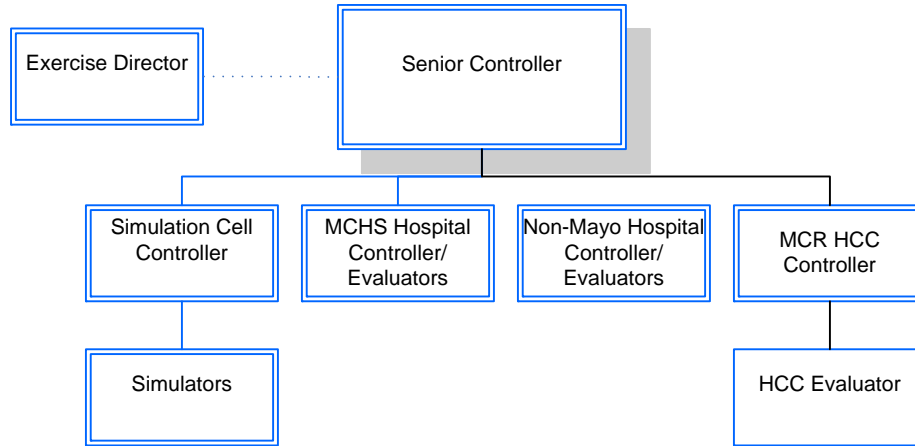 Exercise Director
Senior Controller
Simulation Cell
Controller
MCHS Hospital
Controller/
Evaluators
Non-Mayo Hospital
Controller/
Evaluators
MCR HCC
Controller
Simulators
HCC Evaluator